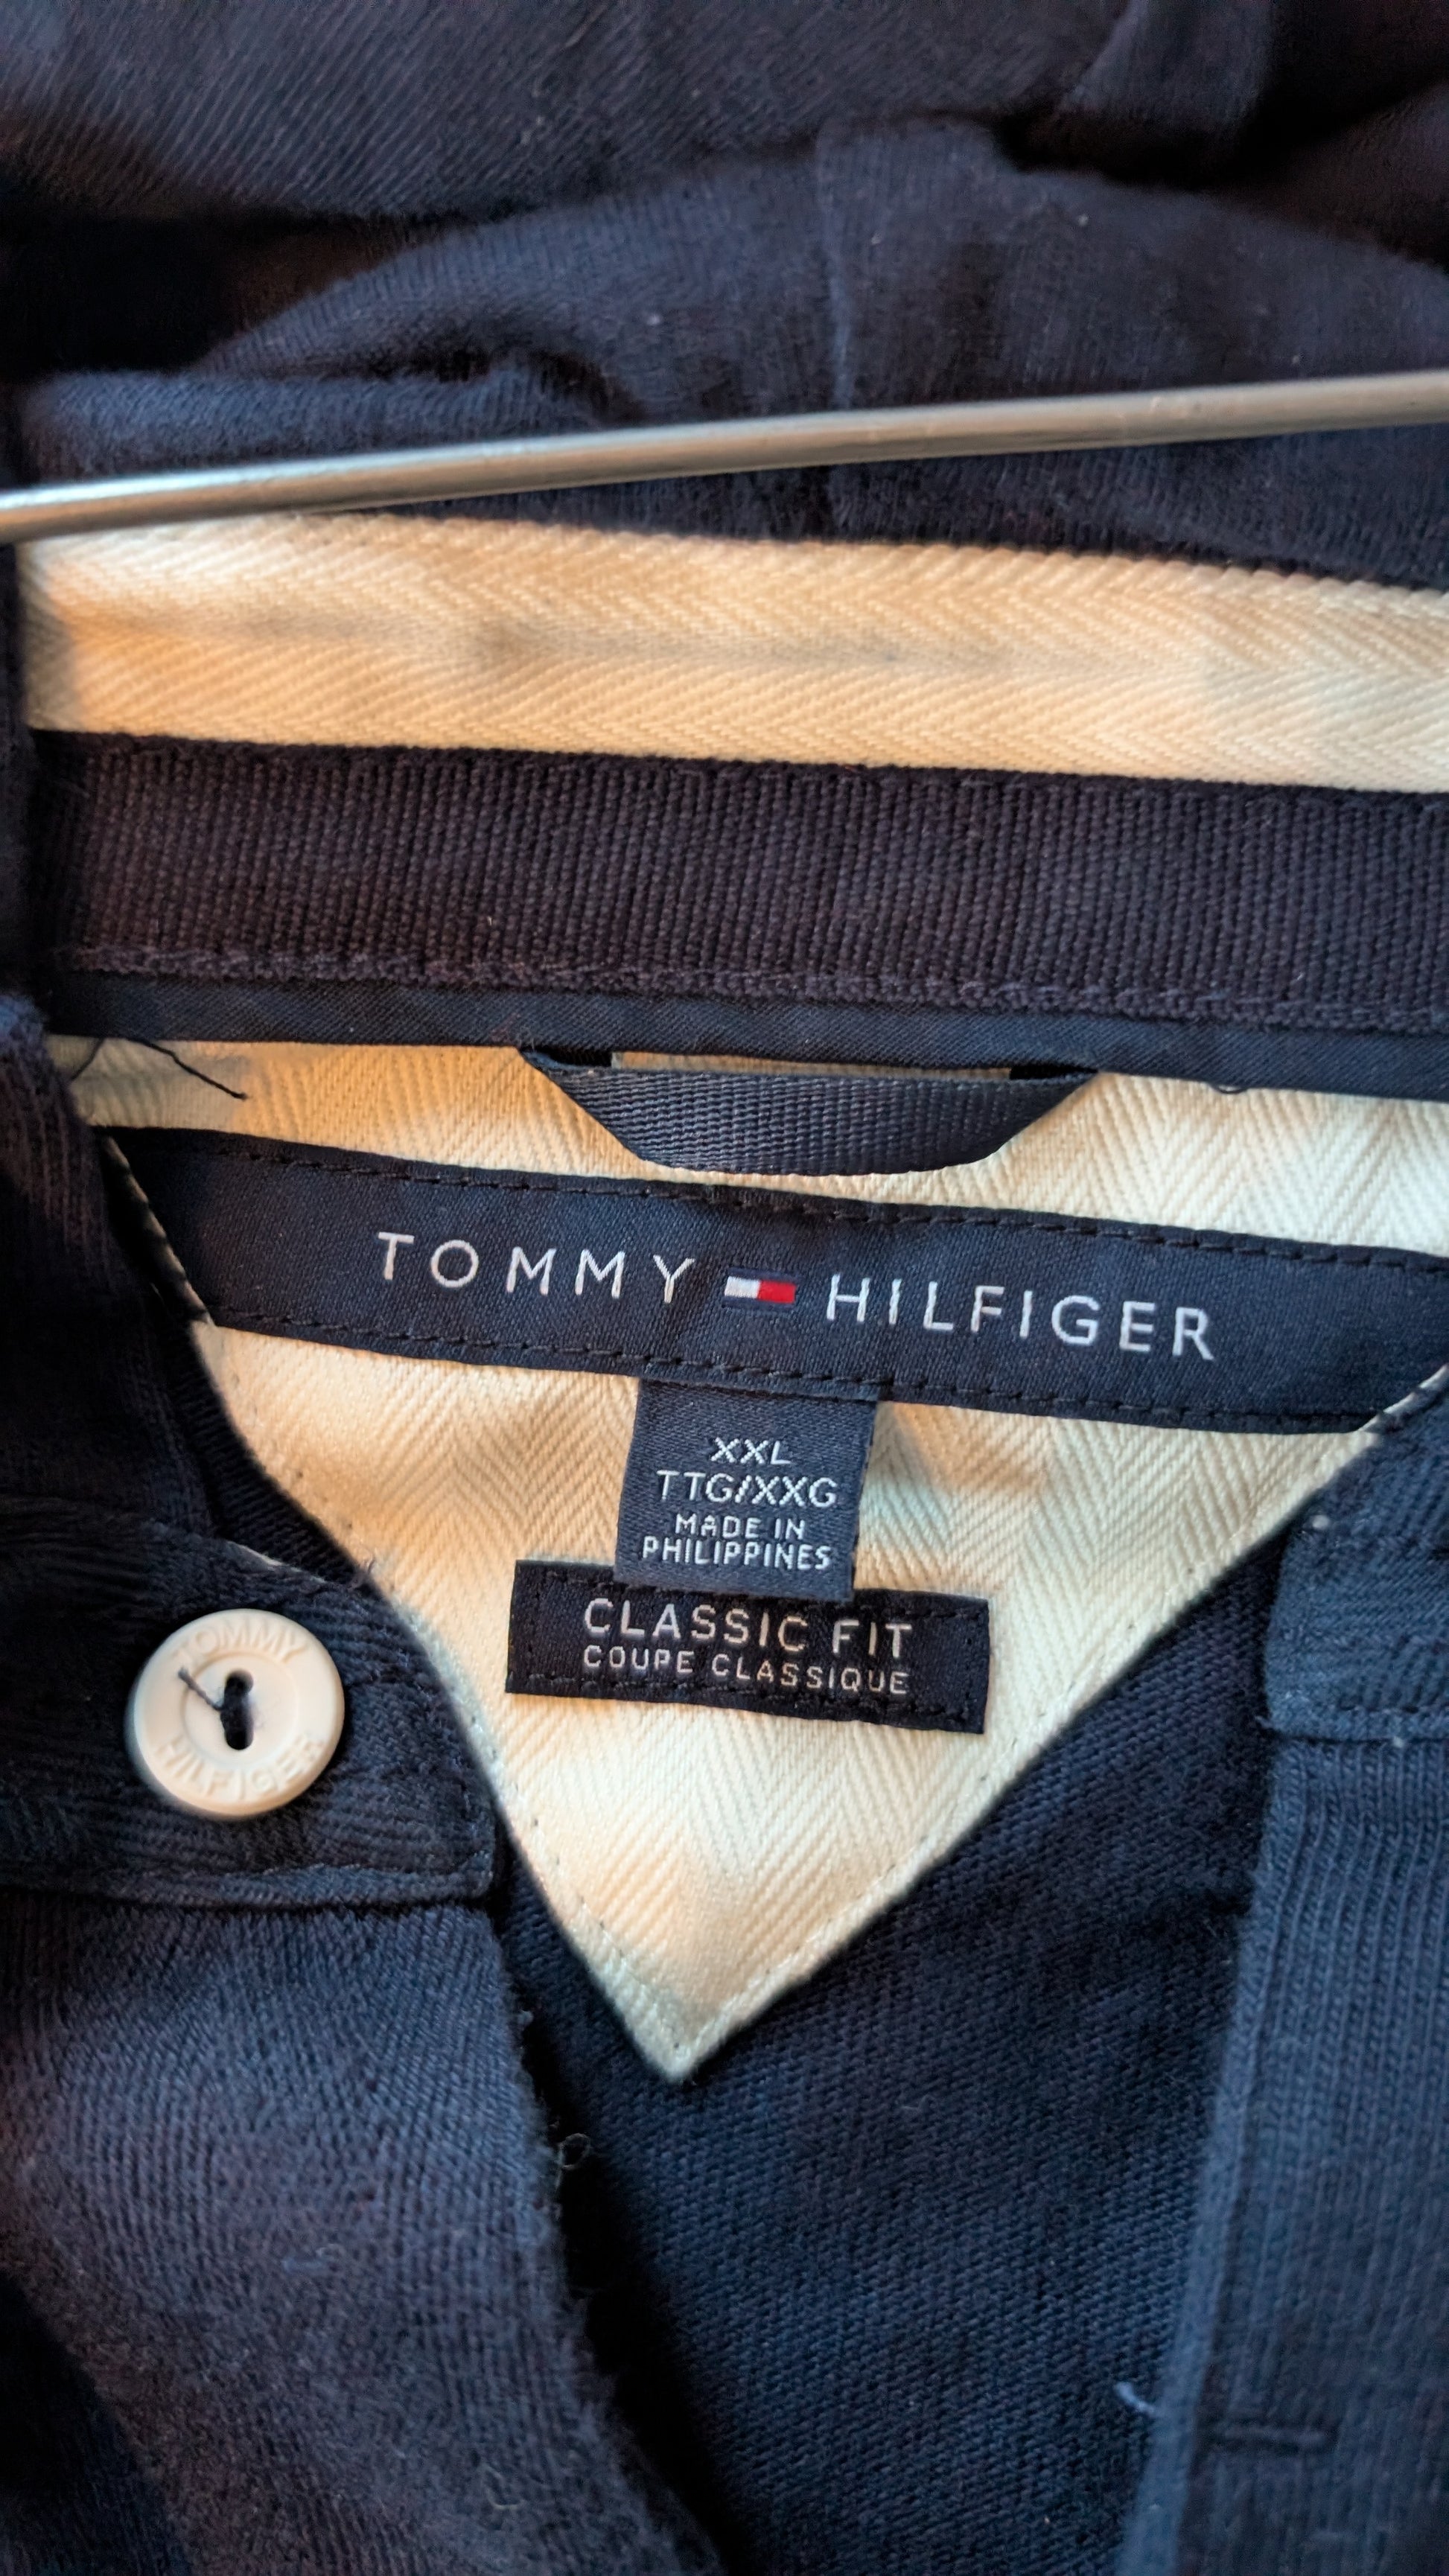 TOMMY HILFIGER
XXL
TTG/XXG
MADE IN
PHILIPPINES
CLASSIC FIT
COUPE CLASSIQUE
TOMMY
HILFIGER